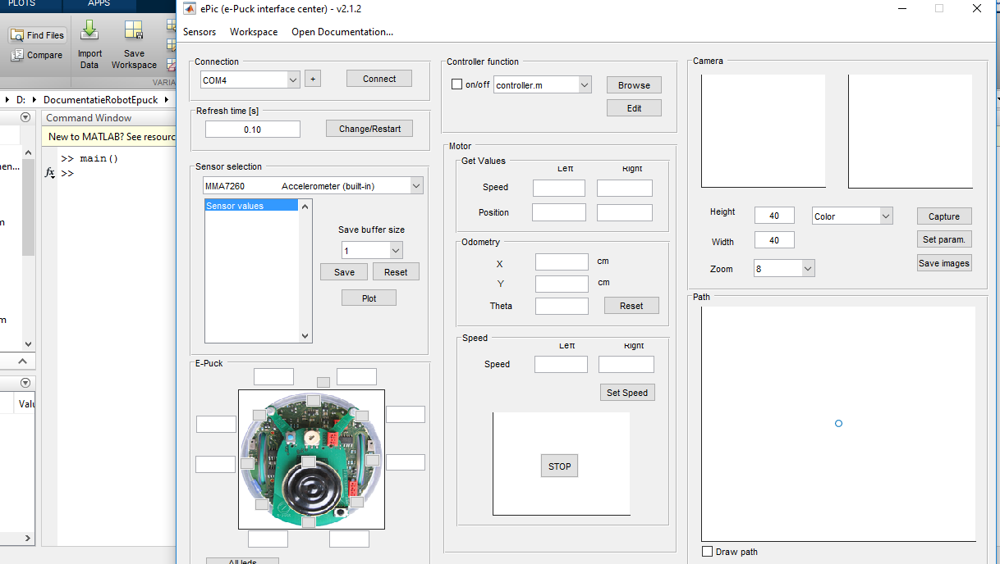 PLOTS
APPS
Find Files
Compare
Import
Data
Save
Workspace
VARIA
D:
DocumentatieRobotEpuck
Command Window
New to MATLAB? See resourc
>> main()
fx >>
Valu
ePic (e-Puck interface center) - v2.1.2
Sensors Workspace Open Documentation...
Connection
COM4
+
Connect
Refresh time [s]
0.10
Change/Restart
Sensor selection
MMA7260 Accelerometer (built-in)
Sensor values
Save buffer size
1
Save
Reset
Plot
E-Puck
All leds
Controller function
on/off
controller.m
Browse
Edit
Motor
Get Values
Left Right
Speed
Position
Odometry
X cm
Y cm
Theta
Reset
Speed
Left Right
Speed
Set Speed
STOP
Camera
Height 40
Color
Capture
Width 40
Set param.
Zoom 8
Save images
Path
Draw path